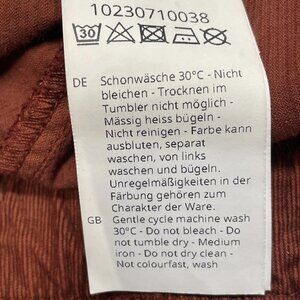 10230710038
30
DE Schonwäsche 30°C - Nicht
bleichen - Trocknen im
Tumbler nicht möglich -
Mässig heiss bügeln -
Nicht reinigen - Farbe kann
ausbluten, separat
waschen, von links
waschen und bügeln.
Unregelmäßigkeiten in der
Färbung gehören zum
Charakter der Ware.
GB Gentle cycle machine wash
30°C - Do not bleach - Do
not tumble dry - Medium
iron - Do not dry clean -
Not colourfast, wash